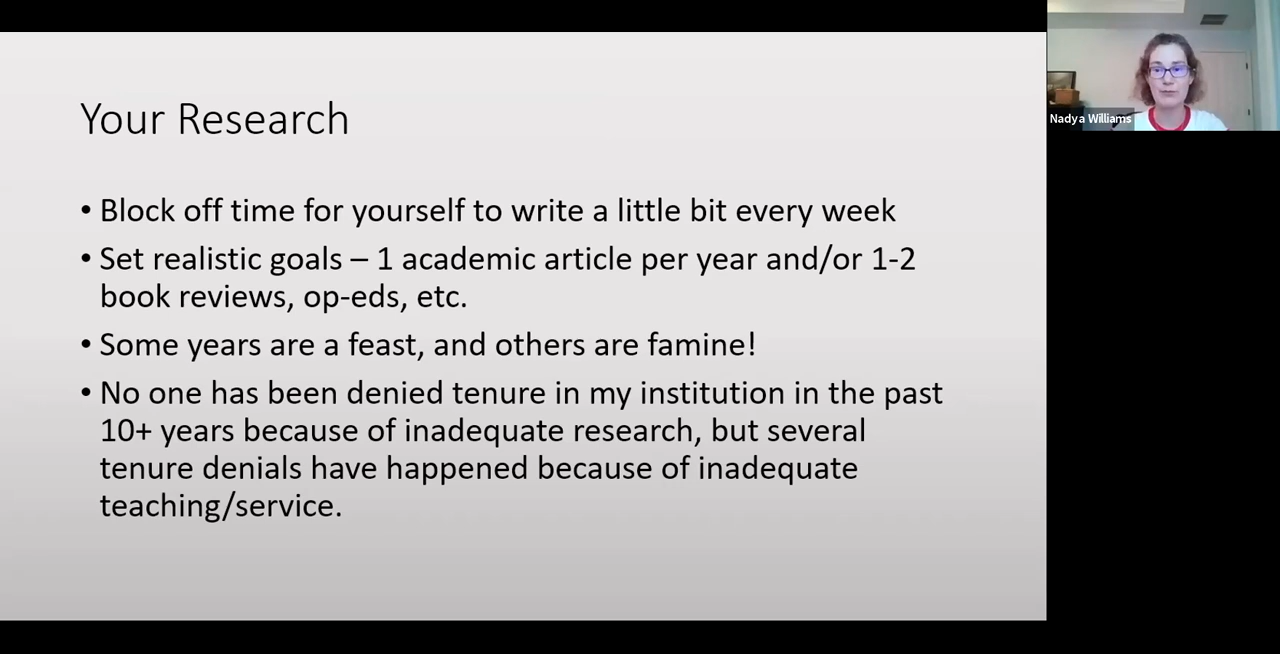 Your Research
• Block off time for yourself to write a little bit every week
• Set realistic goals – 1 academic article per year and/or 1-2
book reviews, op-eds, etc.
• Some years are a feast, and others are famine!
• No one has been denied tenure in my institution in the past
10+ years because of inadequate research, but several
tenure denials have happened because of inadequate
teaching/service.
Nadya Williams